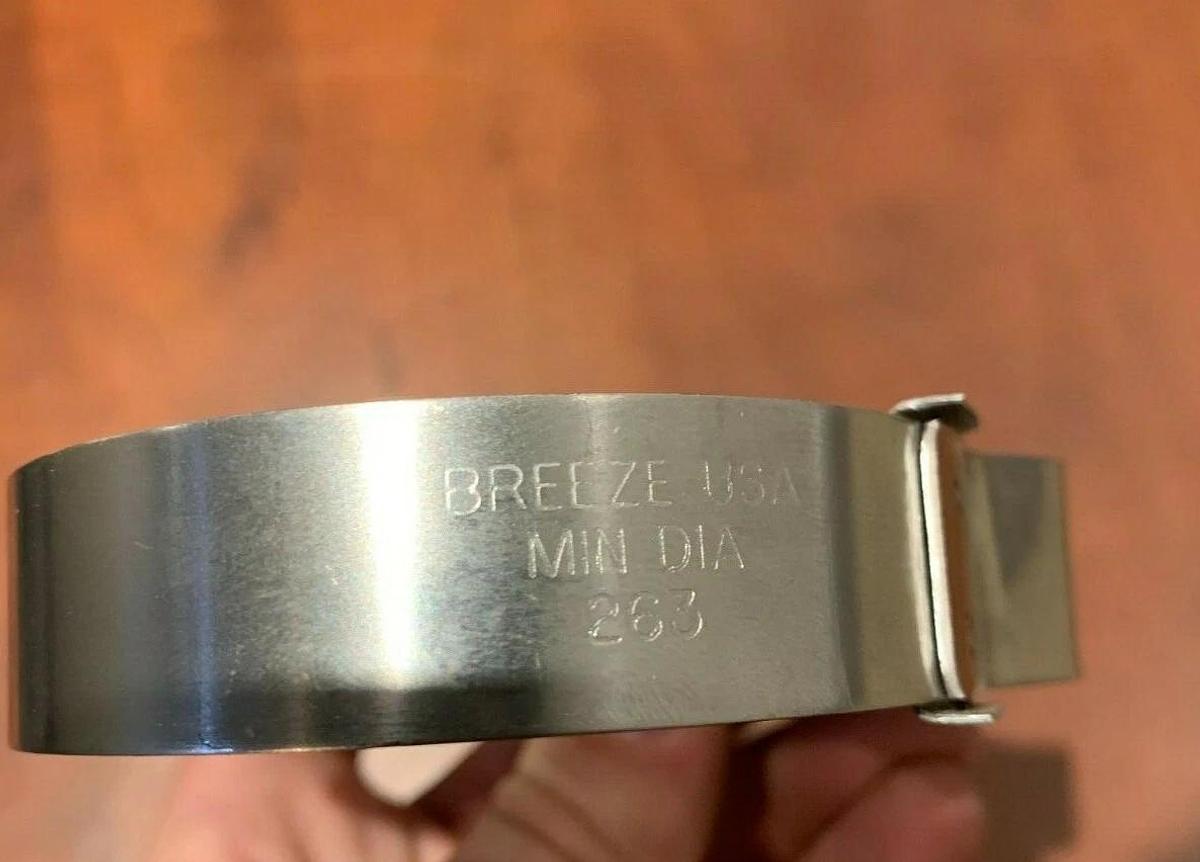 BREEZE USA
MIN DIA
263